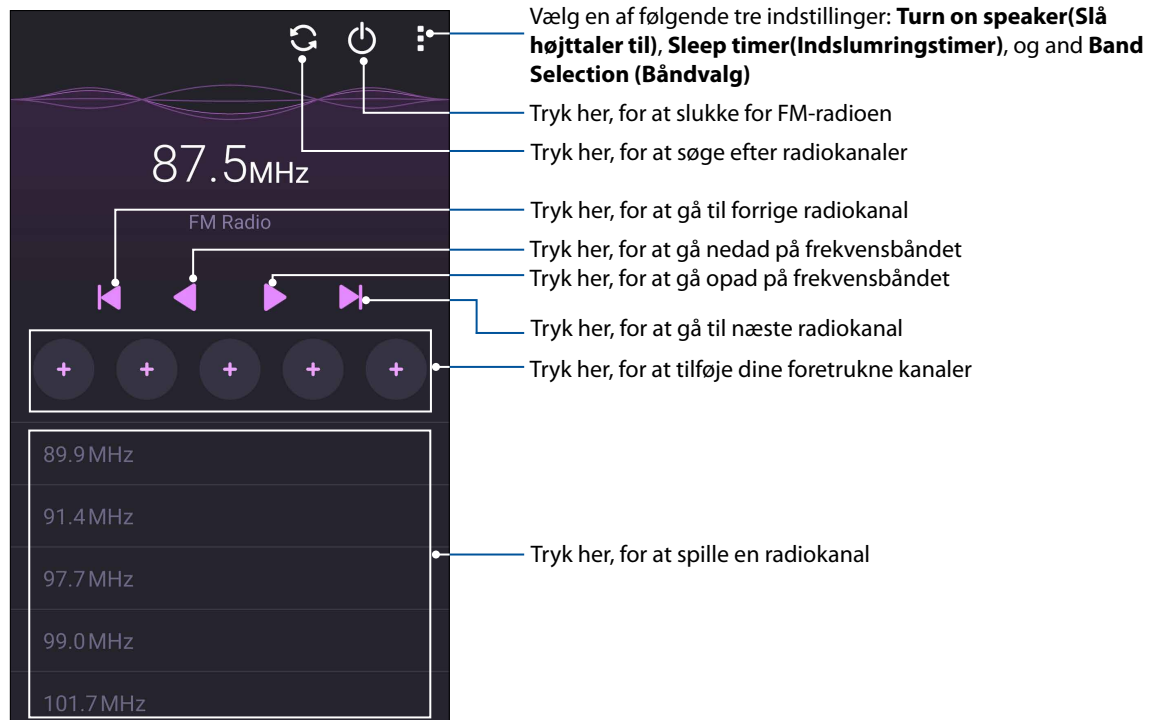 Vælg en af følgende tre indstillinger: Turn on speaker(Slå
højttaler til), Sleep timer(Indslumringstimer), og and Band
Selection (Båndvalg)
Tryk her, for at slukke for FM-radioen
Tryk her, for at søge efter radiokanaler
87.5MHz
FM Radio
Tryk her, for at gå til forrige radiokanal
Tryk her, for at gå nedad på frekvensbåndet
Tryk her, for at gå opad på frekvensbåndet
Tryk her, for at gå til næste radiokanal
+ + + + +
Tryk her, for at tilføje dine foretrukne kanaler
89.9MHz
91.4MHz
97.7MHz
99.0MHz
101.7MHz
Tryk her, for at spille en radiokanal